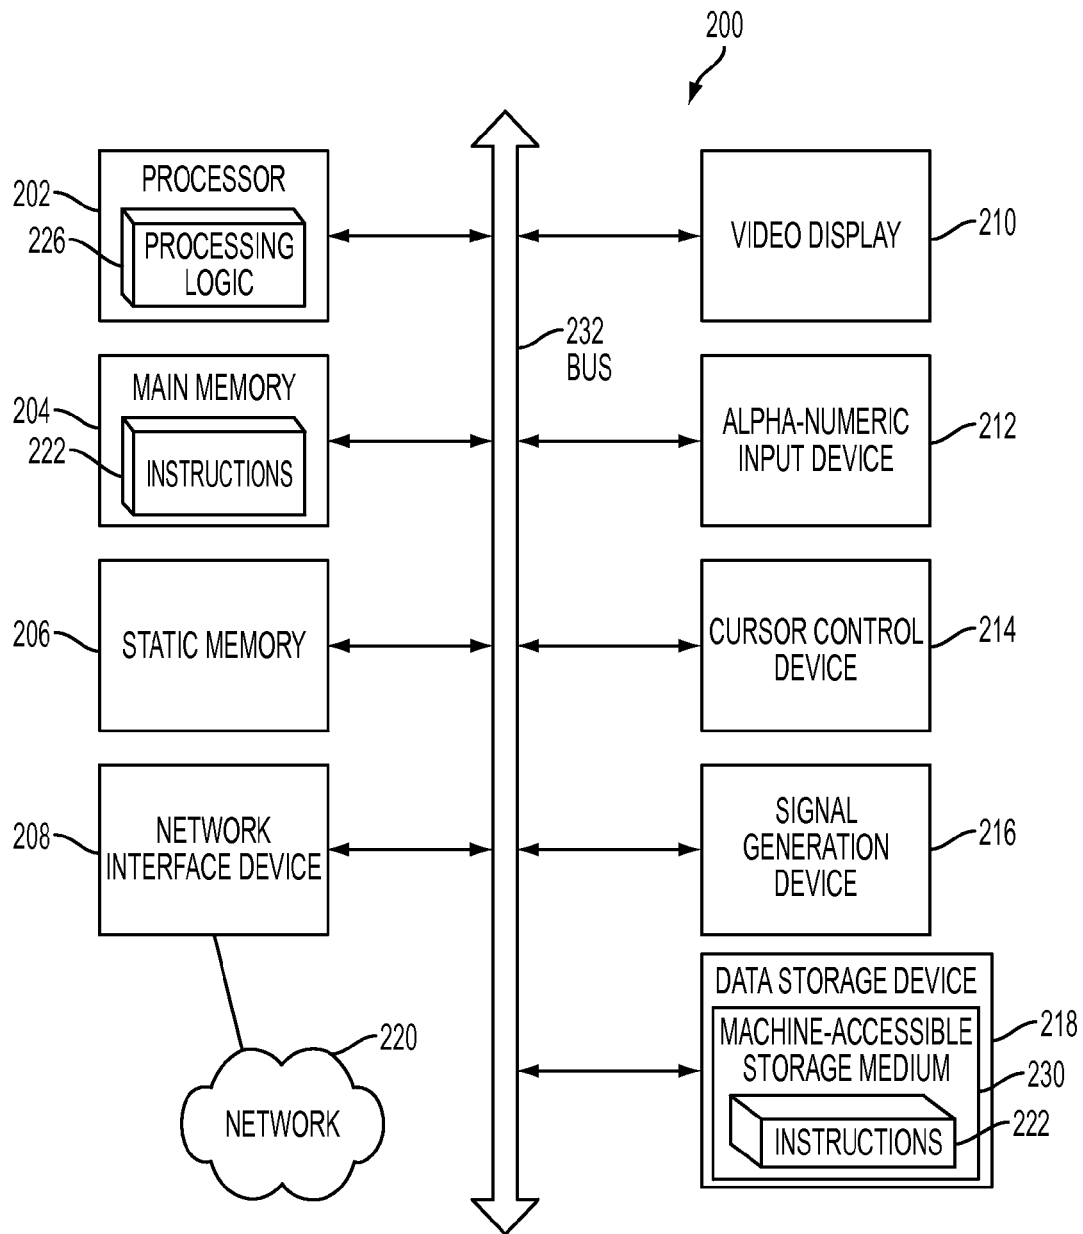 200
PROCESSOR
202
226
PROCESSING
LOGIC
VIDEO DISPLAY
210
232
BUS
MAIN MEMORY
204
222
INSTRUCTIONS
ALPHA-NUMERIC
INPUT DEVICE
212
206
STATIC MEMORY
CURSOR CONTROL
DEVICE
214
208
NETWORK
INTERFACE DEVICE
SIGNAL
GENERATION
DEVICE
216
220
NETWORK
DATA STORAGE DEVICE
218
MACHINE-ACCESSIBLE
STORAGE MEDIUM
230
INSTRUCTIONS
222